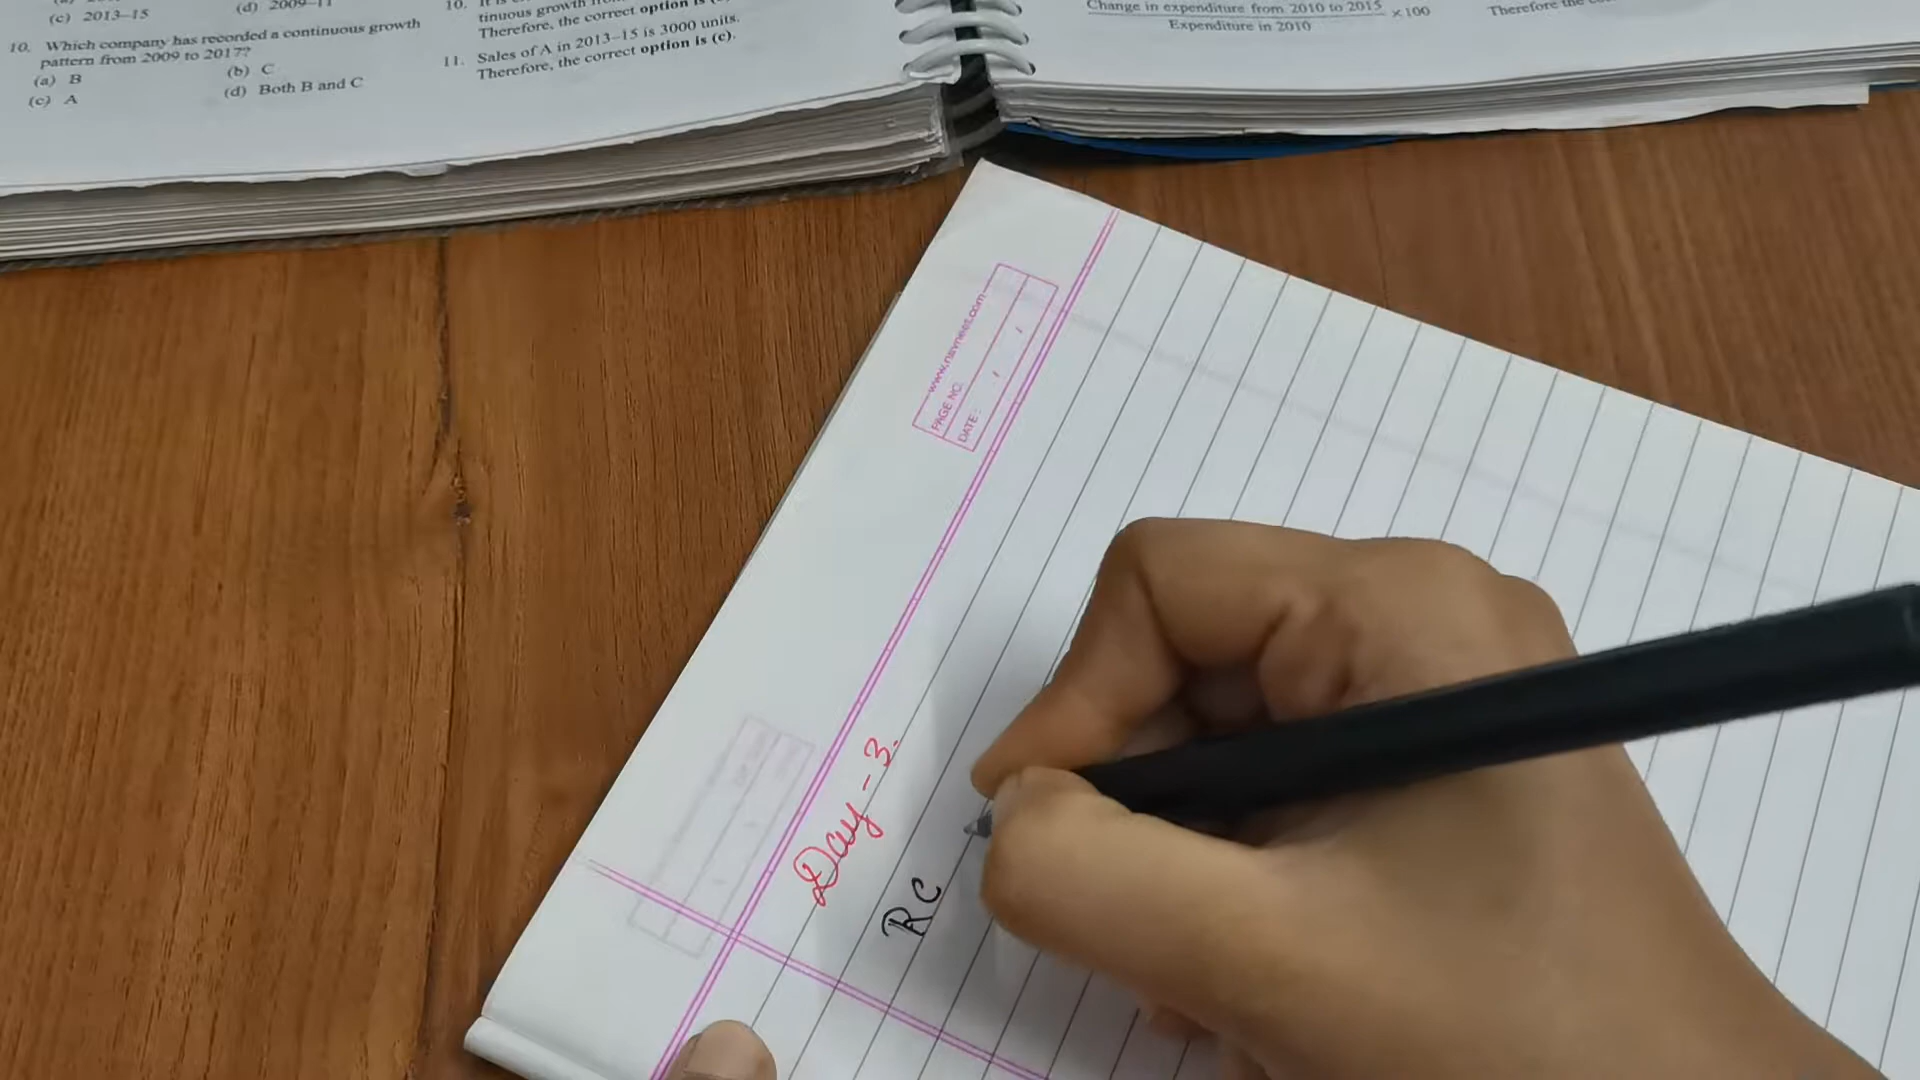 (c) 2013–15
(d) 2009–11
10. Which company has recorded a continuous growth
pattern from 2009 to 2017?
(a) B
(b) C
(c) A
(d) Both B and C
10. It is
tinuous growth
Therefore, the correct option is
11. Sales of A in 2013–15 is 3000 units.
Therefore, the correct option is (c).
Change in expenditure from 2010 to 2015
Expenditure in 2010
×100
Therefore the
www.navneet.com
PAGE NO.
DATE:
Day-3.
RC